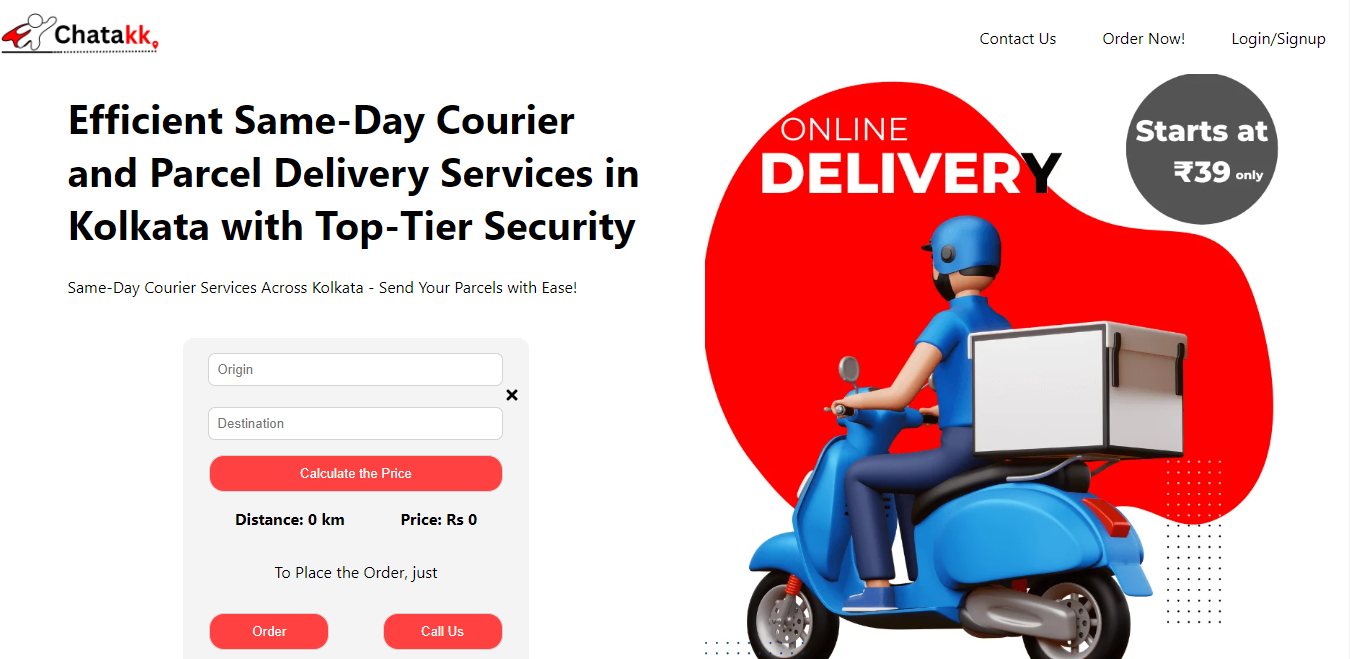 Chatakk
Contact Us
Order Now!
Login/Signup
Efficient Same-Day Courier
and Parcel Delivery Services in
Kolkata with Top-Tier Security
Same-Day Courier Services Across Kolkata - Send Your Parcels with Ease!
Origin
Destination
Calculate the Price
Distance: 0 km
Price: Rs 0
To Place the Order, just
Order
Call Us
ONLINE
DELIVERY
Starts at
₹39 only